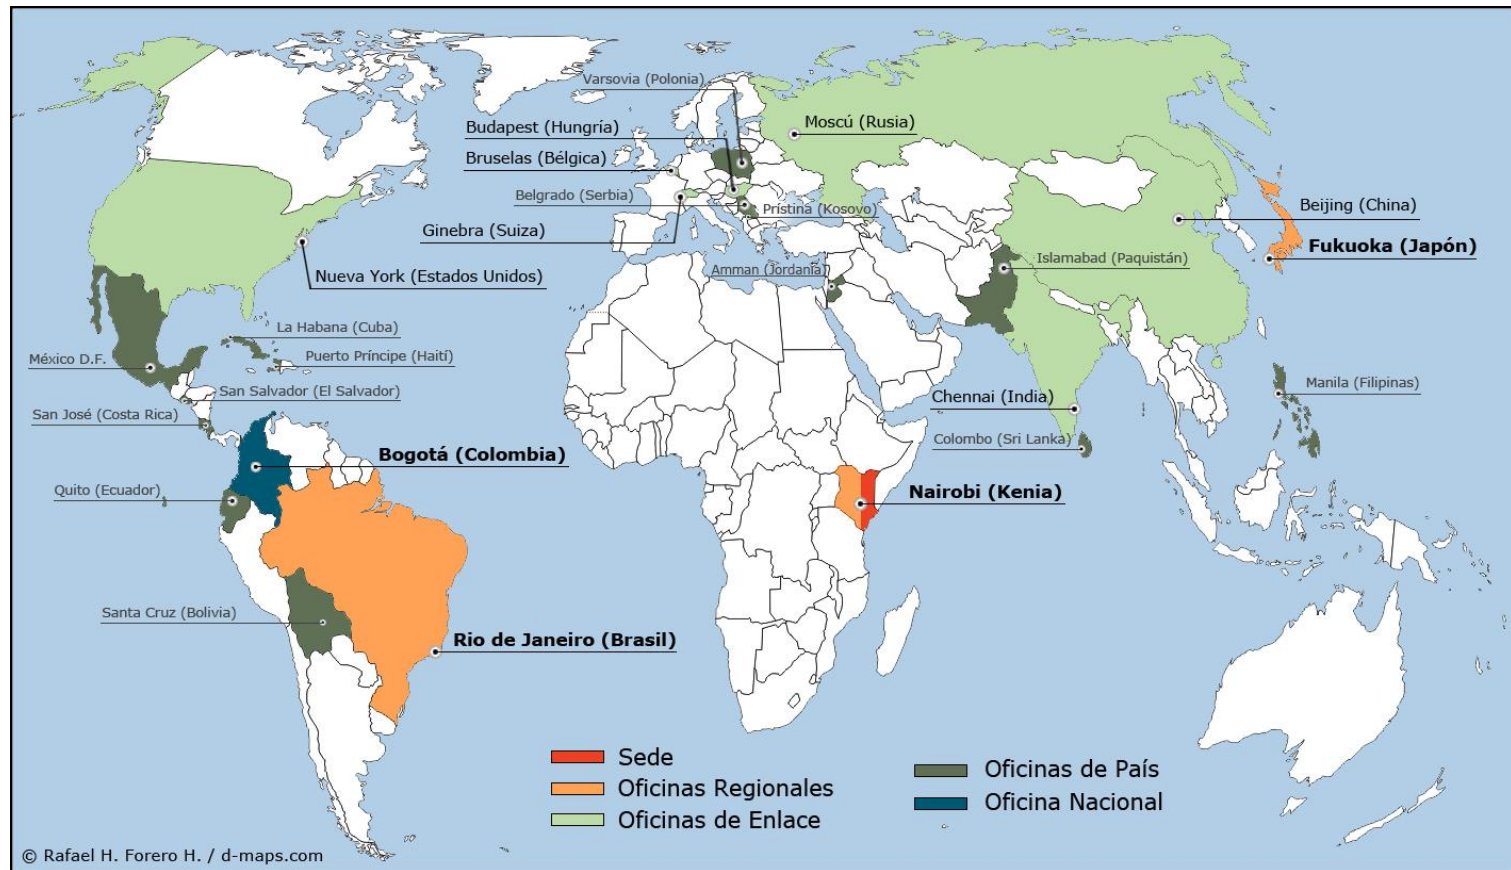 Varsovia (Polonia)
Budapest (Hungría)
Moscú (Rusia)
Bruselas (Bélgica)
Belgrado (Serbia)
Prístina (Kosovo)
Beijing (China)
Ginebra (Suiza)
Fukuoka (Japón)
Islamabad (Paquistán)
Nueva York (Estados Unidos)
Amman (Jordania)
La Habana (Cuba)
México D.F.
Puerto Príncipe (Haití)
Manila (Filipinas)
San Salvador (El Salvador)
Chennai (India)
San José (Costa Rica)
Colombo (Sri Lanka)
Bogotá (Colombia)
Quito (Ecuador)
Nairobi (Kenia)
Santa Cruz (Bolivia)
Rio de Janeiro (Brasil)
Sede
Oficinas Regionales
Oficinas de Enlace
Oficinas de País
Oficina Nacional
© Rafael H. Forero H. / d-maps.com